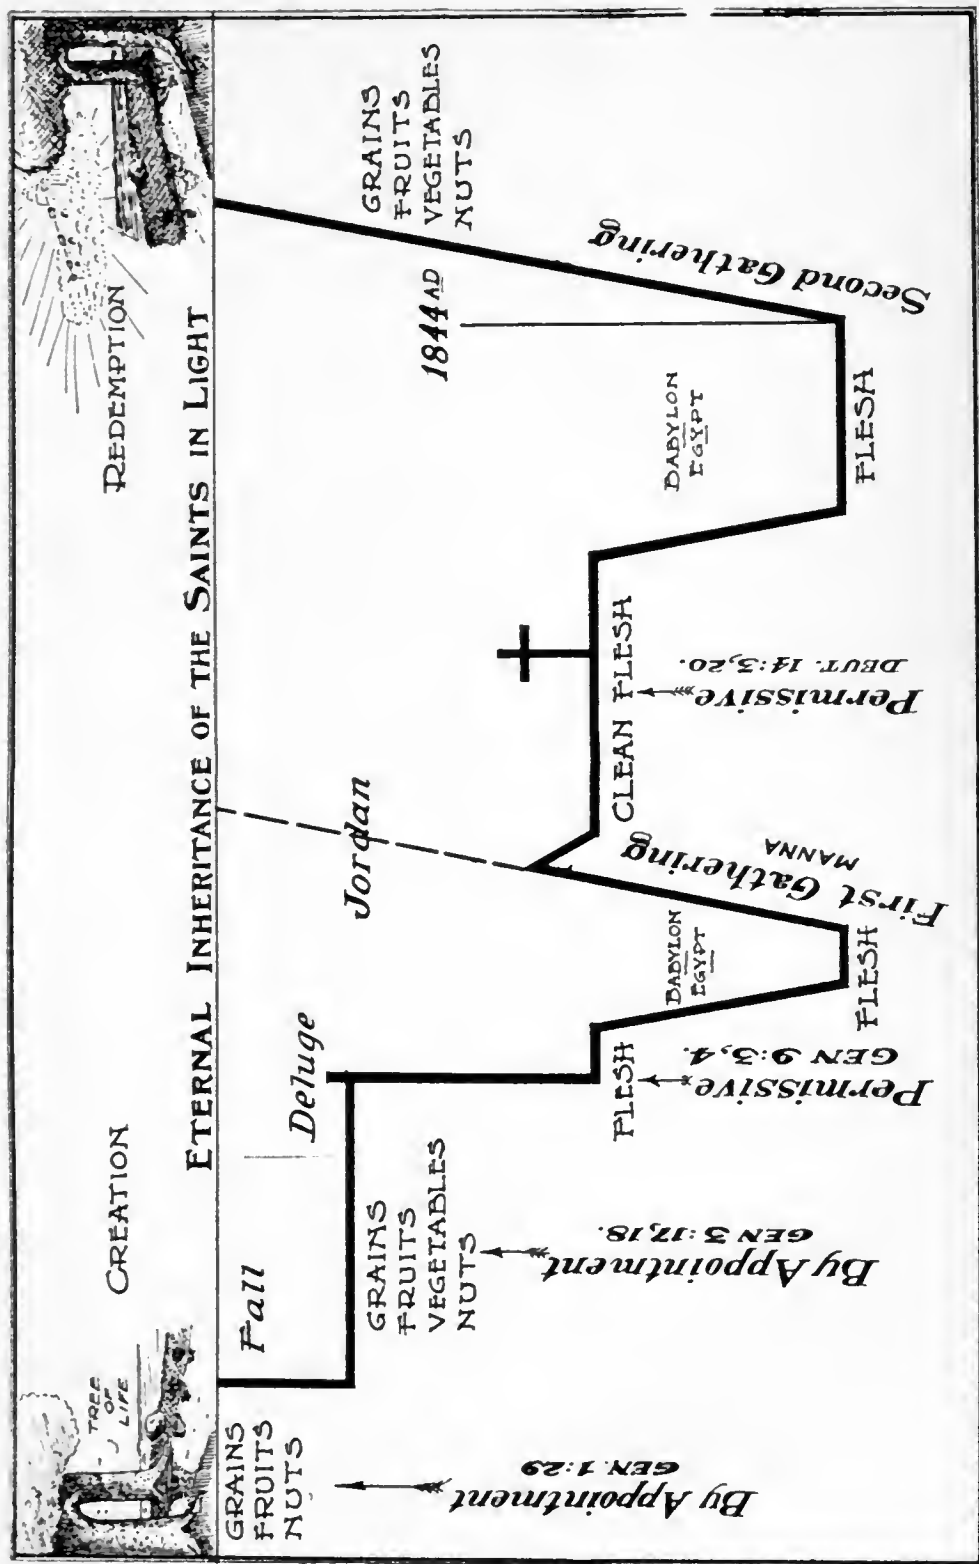 CREATION
REDEMPTION
TREE
OF
LIFE
ETERNAL INHERITANCE OF THE SAINTS IN LIGHT
GRAINS
FRUITS
NUTS
By Appointment
GEN. 1:29
Fall
GRAINS
FRUITS
VEGETABLES
NUTS
By Appointment
GEN 3:17,18.
Deluge
FLESH
Permissive
GEN 9:3,4.
BABYLON
EGYPT
FLESH
First Gathering
MANNA
Jordan
CLEAN FLESH
Permissive
DEUT. 14:3,20.
BABYLON
EGYPT
FLESH
1844 AD
Second Gathering
GRAINS
FRUITS
VEGETABLES
NUTS